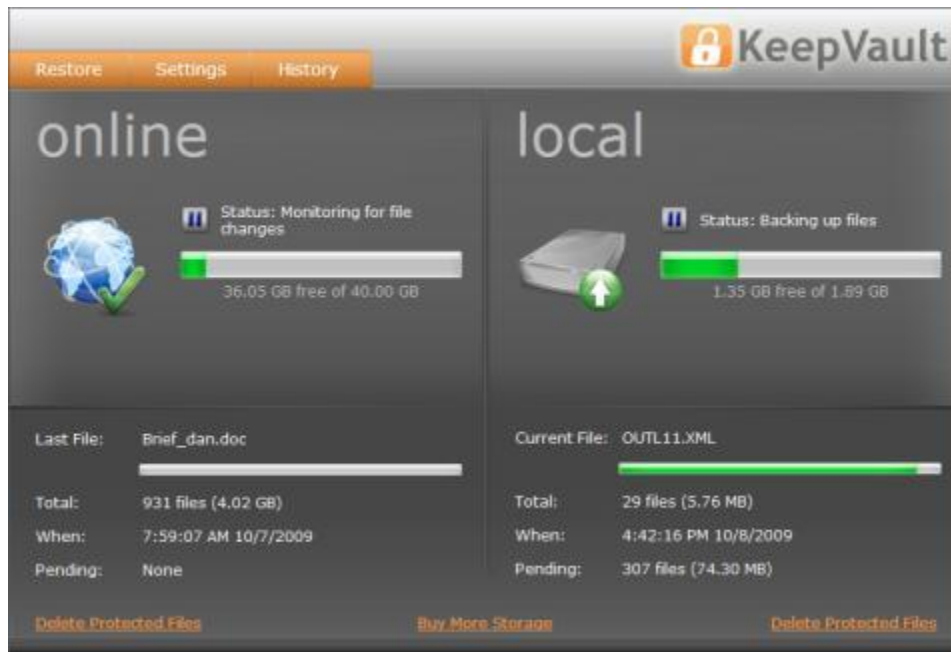 KeepVault
Restore Settings History
online
Status: Monitoring for file
changes
36.05 GB free of 40.00 GB
Last File: Brief_dan.doc
Total: 931 files (4.02 GB)
When: 7:59:07 AM 10/7/2009
Pending: None
local
Status: Backing up files
1.35 GB free of 1.89 GB
Current File: OUTL11.XML
Total: 29 files (5.76 MB)
When: 4:42:16 PM 10/8/2009
Pending: 307 files (74.30 MB)
Delete Protected Files
Buy More Storage
Delete Protected Files